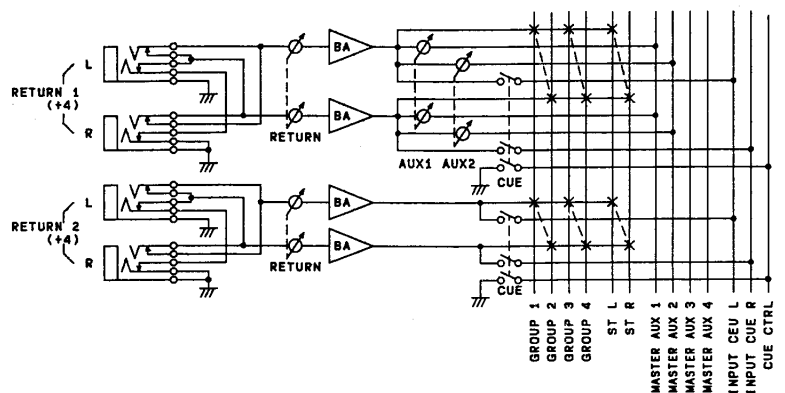 L
RETURN 1
(+4)
R
BA
BA
RETURN
AUX1 AUX2
CUE
L
RETURN 2
(+4)
R
BA
BA
RETURN
CUE
GROUP 1
GROUP 2
GROUP 3
GROUP 4
ST L
ST R
MASTER AUX 1
MASTER AUX 2
MASTER AUX 3
MASTER AUX 4
INPUT CEU L
INPUT CUE R
CUE CTRL